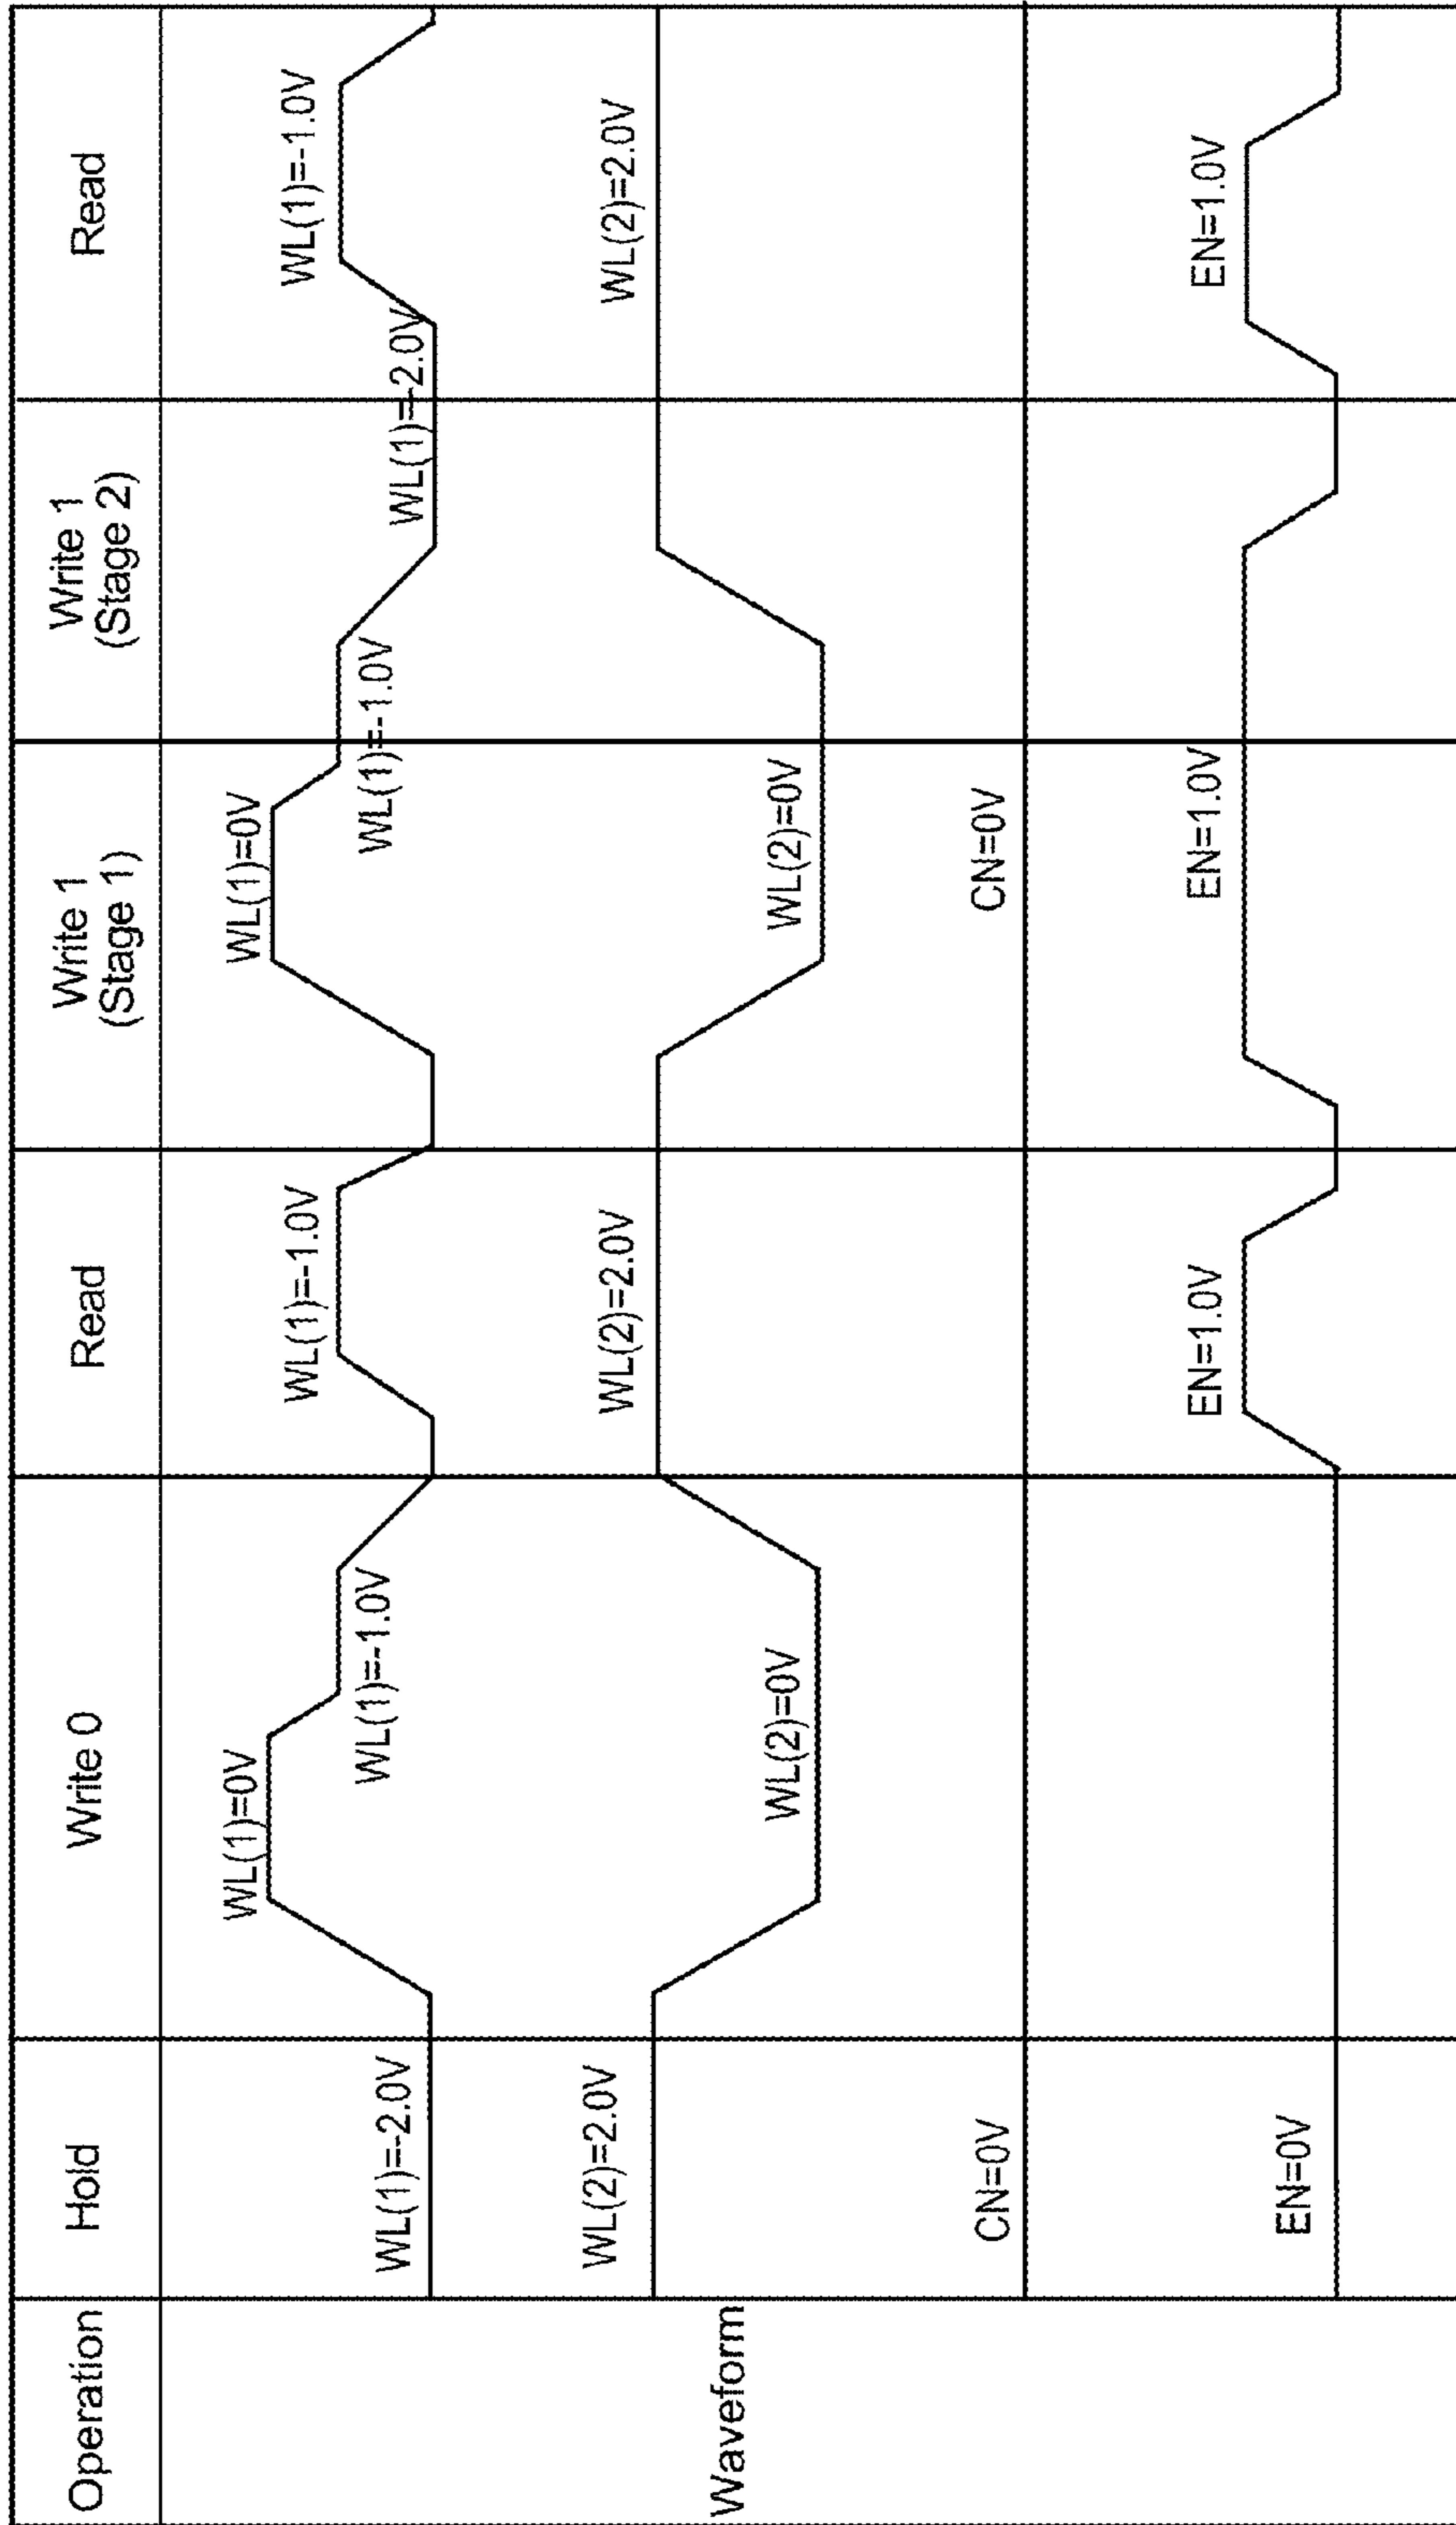 Operation
Hold
Write 0
Read
Write 1
(Stage 1)
Write 1
(Stage 2)
Read
Waveform
WL(1)=-2.0V
WL(1)=0V
WL(1)=-1.0V
WL(1)=-1.0V
WL(1)=0V
WL(1)=-1.0V
WL(1)=-2.0V
WL(1)=-1.0V
WL(2)=2.0V
WL(2)=0V
WL(2)=2.0V
WL(2)=0V
WL(2)=2.0V
CN=0V
CN=0V
EN=0V
EN=1.0V
EN=1.0V
EN=1.0V